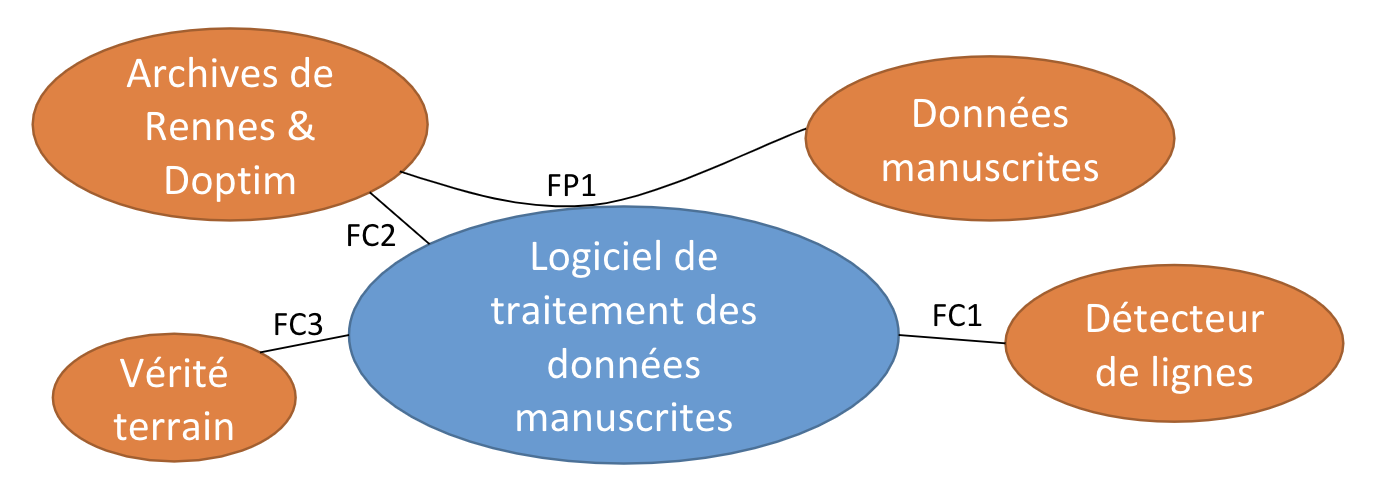 Archives de
Rennes &
Doptim
Données
manuscrites
FP1
FC2
Logiciel de
traitement des
données
manuscrites
FC1
Détecteur
de lignes
FC3
Vérité
terrain